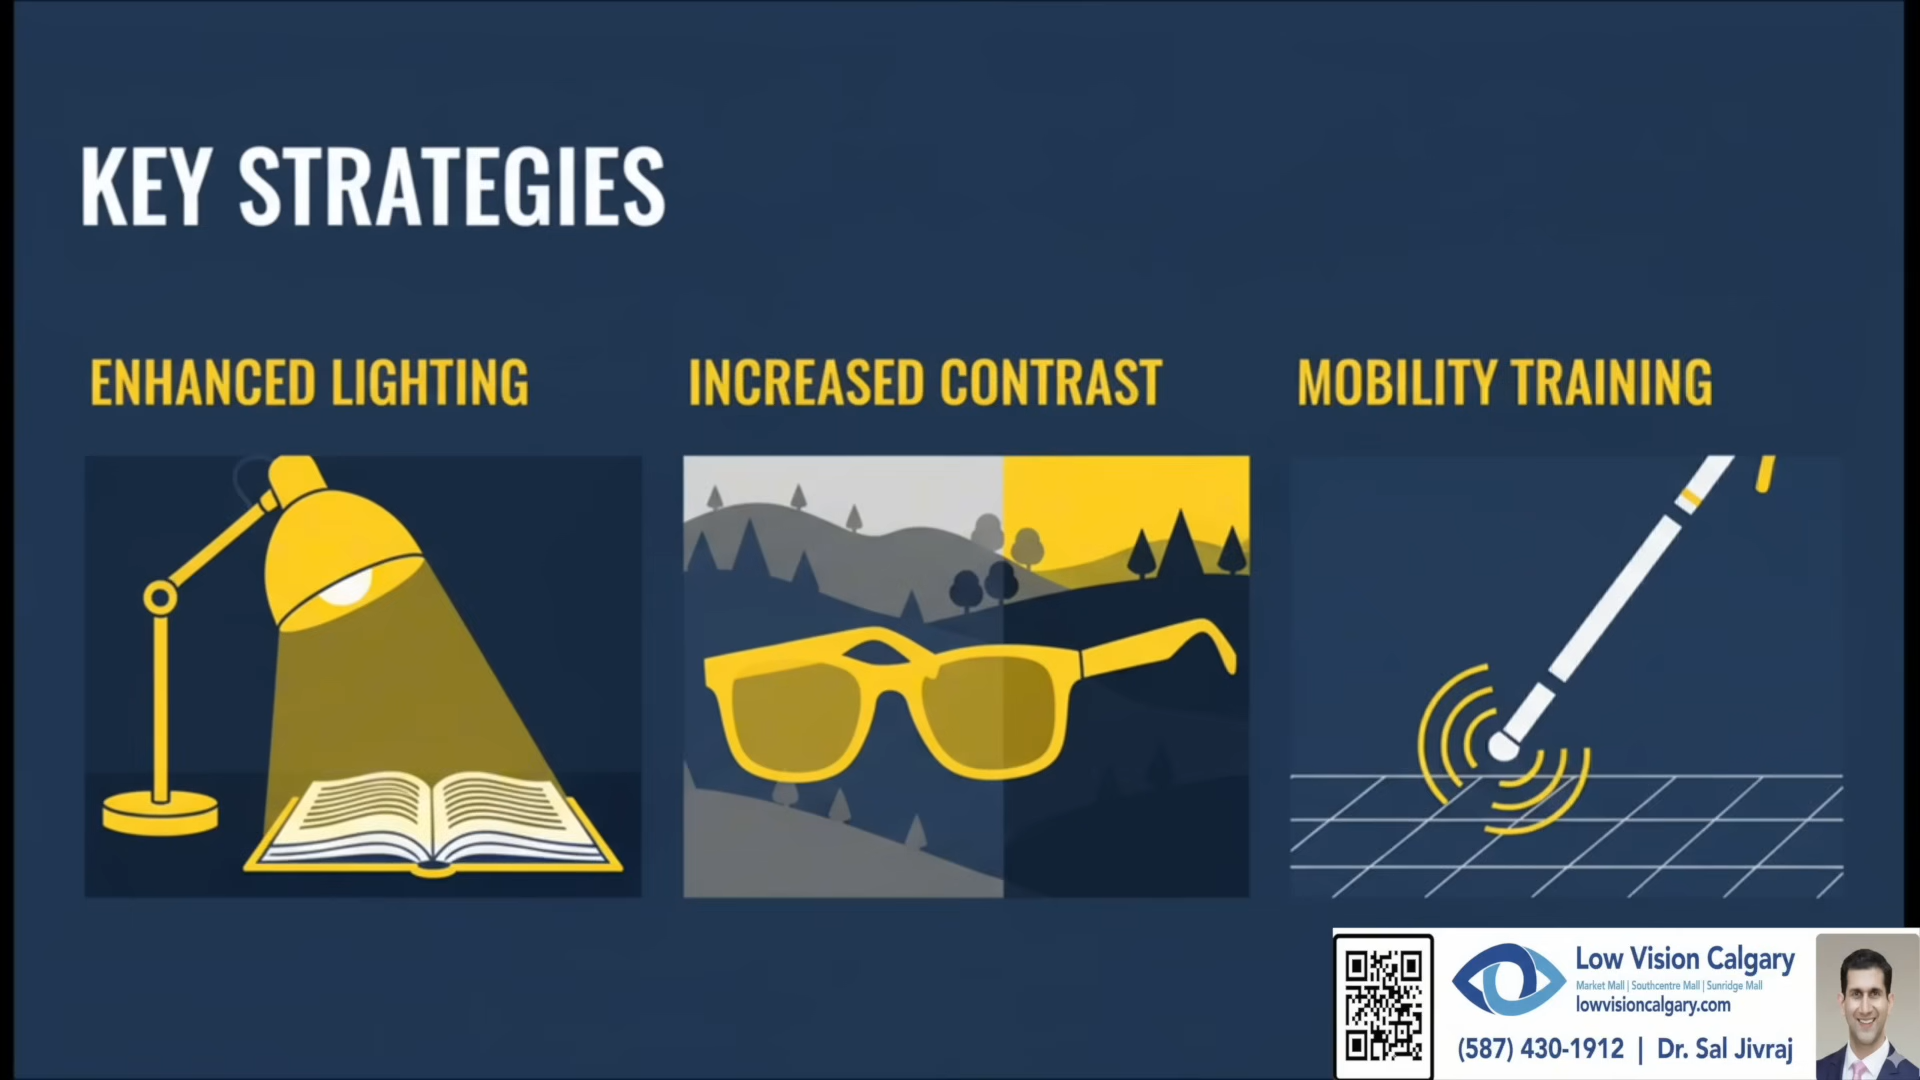 KEY STRATEGIES
ENHANCED LIGHTING
INCREASED CONTRAST
MOBILITY TRAINING
Low Vision Calgary
Market Mall | Southcentre Mall | Sunridge Mall
lowvisioncalgary.com
(587) 430-1912 | Dr. Sal Jivraj